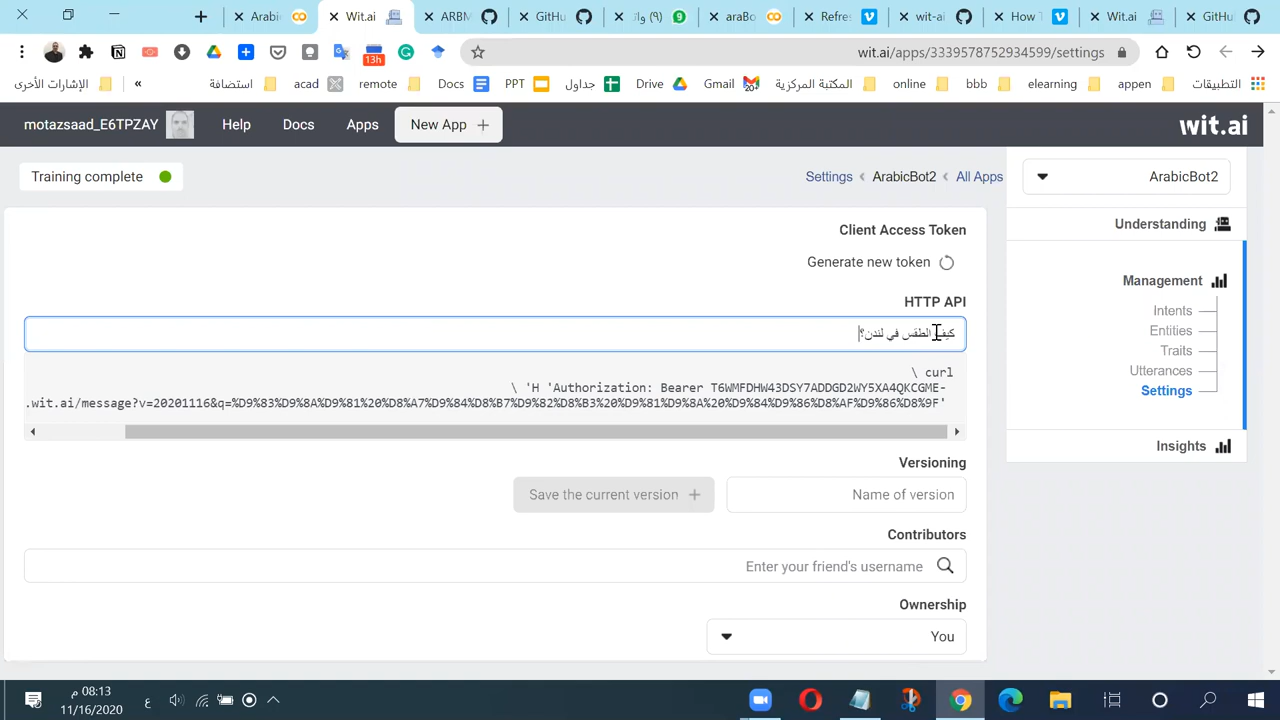 Arabic
Wit.ai
ARBM
GitHu
(٩) وات
araBo
Refres
wit-ai
How T
Wit.ai
GitHu
wit.ai/apps/3339578752934599/settings
13h
التطبيقات
appen
elearning
bbb
online
المكتبة المركزية
Gmail
Drive
جداول
PPT
Docs
remote
acad
استضافة
»
الإشارات الأخرى
motazsaad_E6TPZAY
Help
Docs
Apps
New App +
wit.ai
Training complete
Settings < ArabicBot2 < All Apps
ArabicBot2
Understanding
Management
Intents
Entities
Traits
Utterances
Settings
Insights
Client Access Token
Generate new token
HTTP API
كيف الطقس في لندن؟
\ curl
\ 'H 'Authorization: Bearer T6WMFDHW43DSY7ADDGD2WY5XA4QKCGME-
.wit.ai/message?v=20201116&q=%D9%83%D9%8A%D9%81%20%D8%A7%D9%84%D8%B7%D9%82%D8%B3%20%D9%81%D9%8A%20%D9%84%D9%86%D8%AF%D9%86%D8%9F'
Versioning
Save the current version +
Name of version
Contributors
Enter your friend's username
Ownership
You
08:13 م
11/16/2020
ع